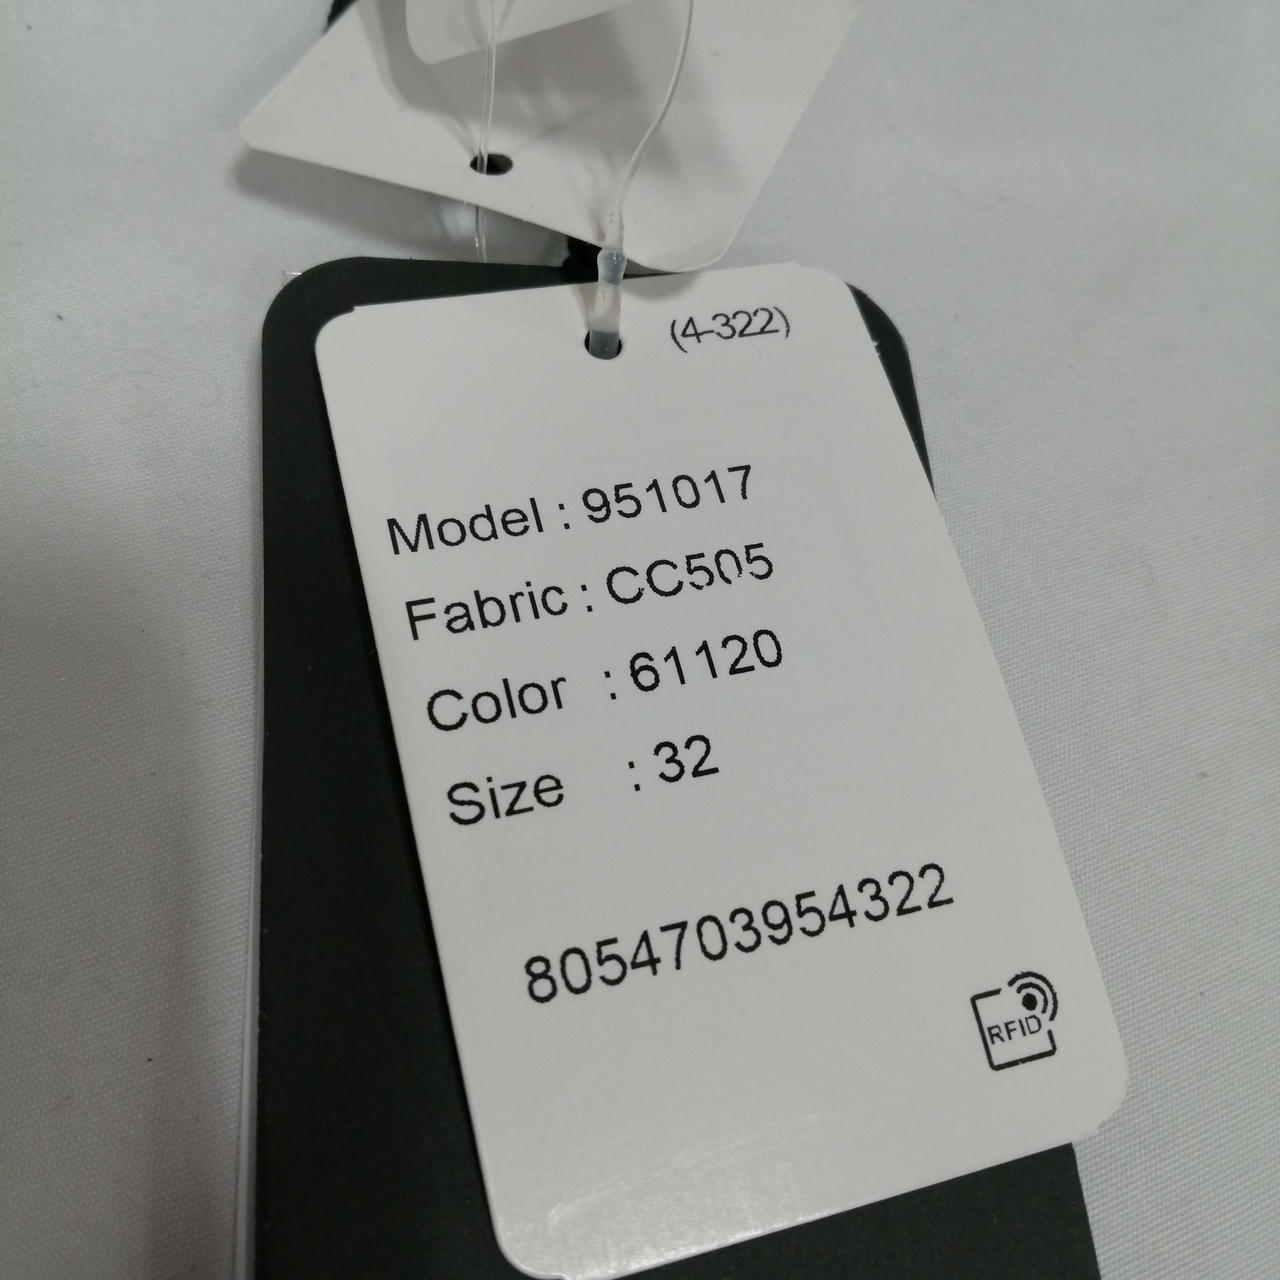 (4-322)
Model : 951017
Fabric : CC505
Color : 61120
Size : 32
8054703954322
RFID